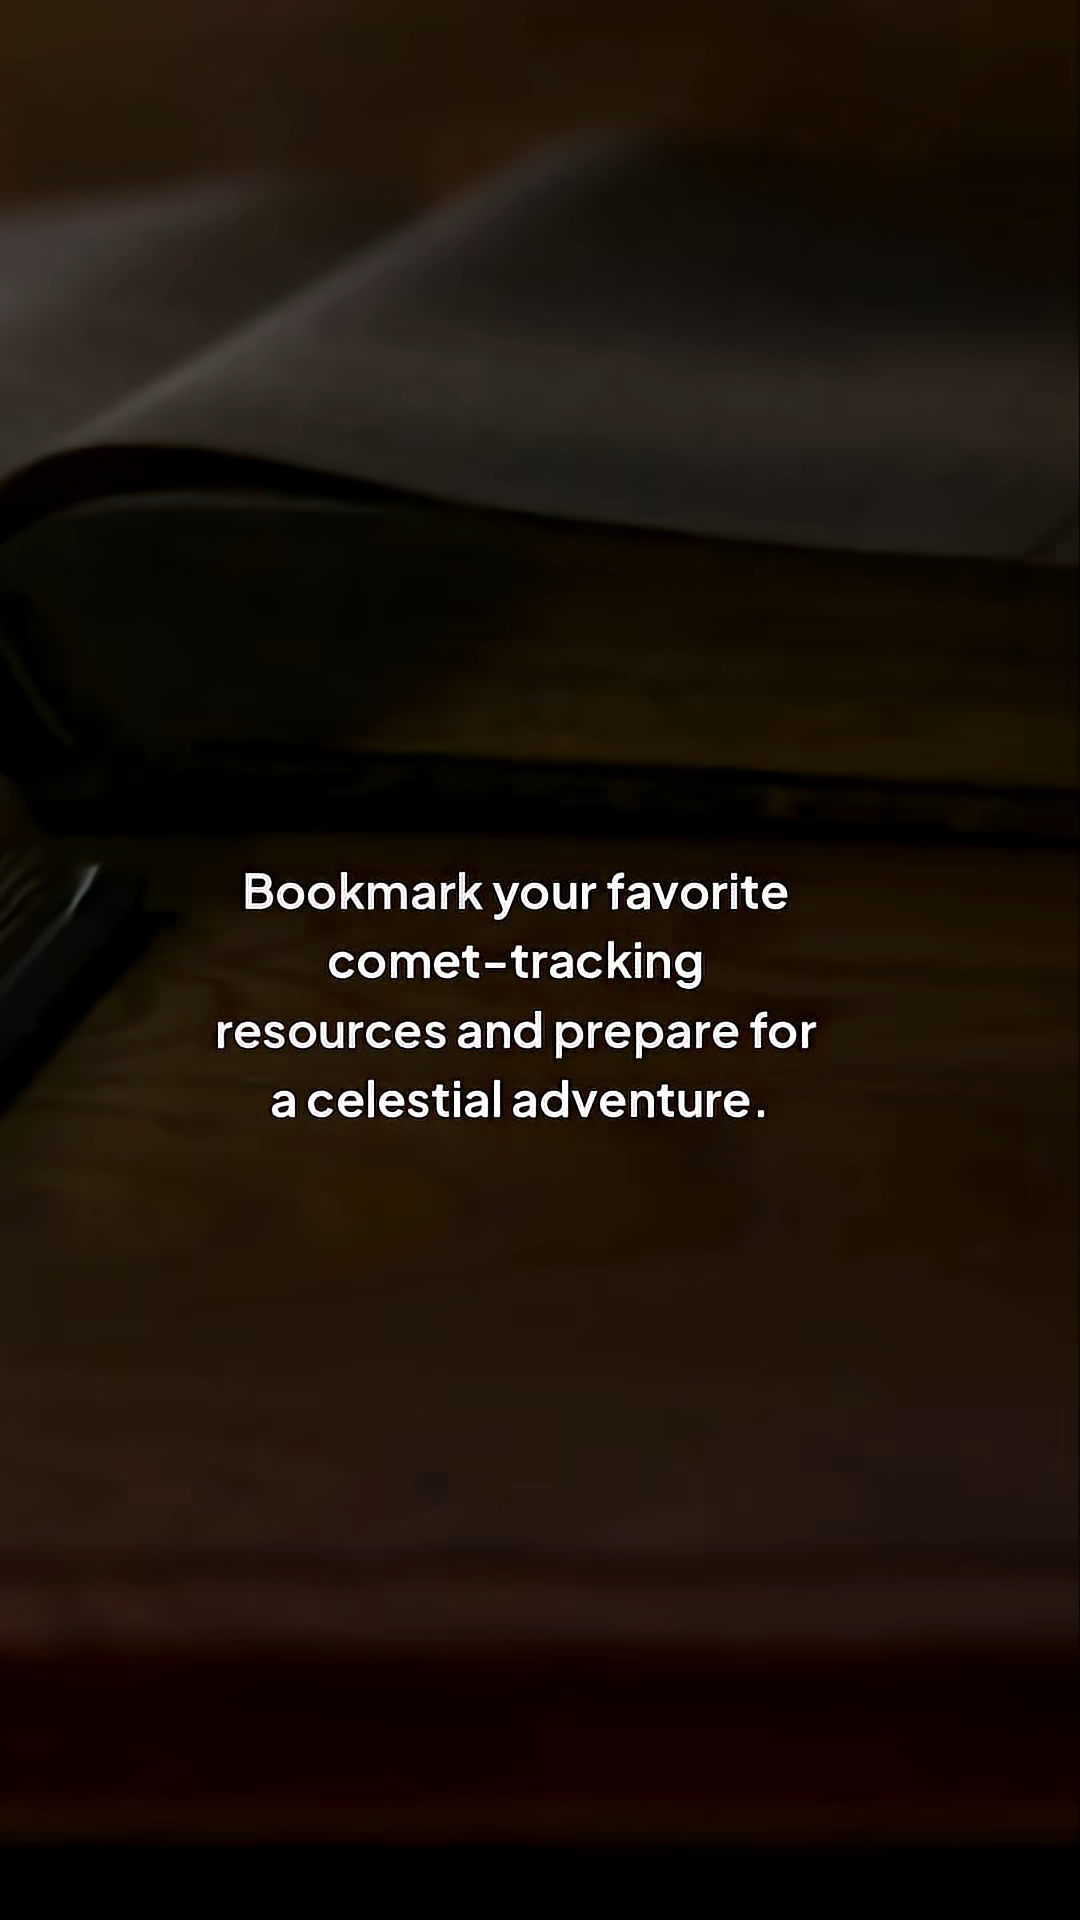 Bookmark your favorite
comet-tracking
resources and prepare for
a celestial adventure.